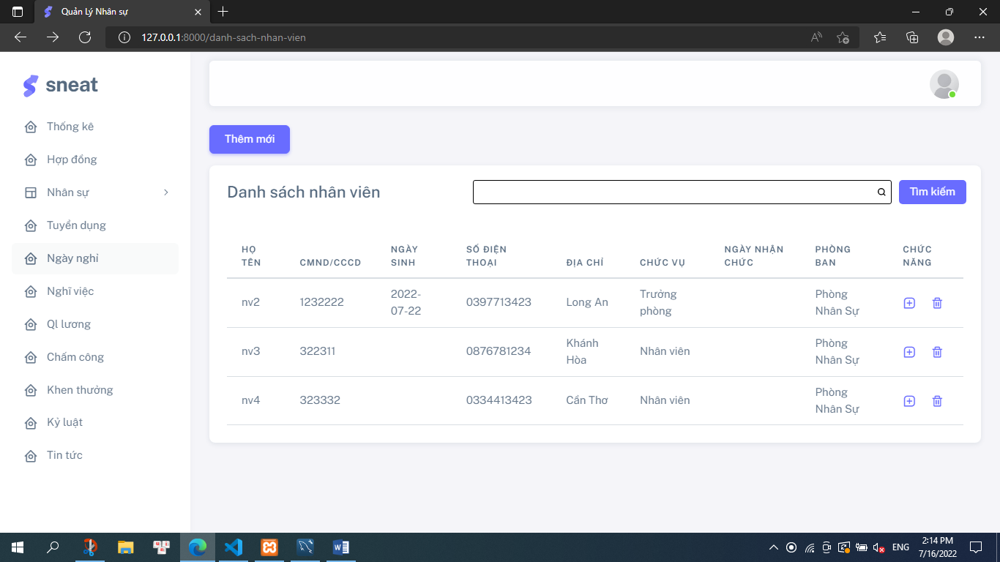 Quản Lý Nhân sự
127.0.0.1:8000/danh-sach-nhan-vien
sneat
Thống kê
Hợp đồng
Nhân sự
Tuyển dụng
Ngày nghỉ
Nghĩ việc
Ql lương
Chấm công
Khen thưởng
Kỷ luật
Tin tức
Thêm mới
Danh sách nhân viên
Tìm kiếm
HỌ TÊN
CMND/CCCD
NGÀY SINH
SỐ ĐIỆN THOẠI
ĐỊA CHỈ
CHỨC VỤ
NGÀY NHẬN CHỨC
PHÒNG BAN
CHỨC NĂNG
nv2 1232222 2022-07-22 0397713423 Long An Trưởng phòng Phòng Nhân Sự
nv3 322311 0876781234 Khánh Hòa Nhân viên Phòng Nhân Sự
nv4 323332 0334413423 Cần Thơ Nhân viên Phòng Nhân Sự
ENG
2:14 PM
7/16/2022